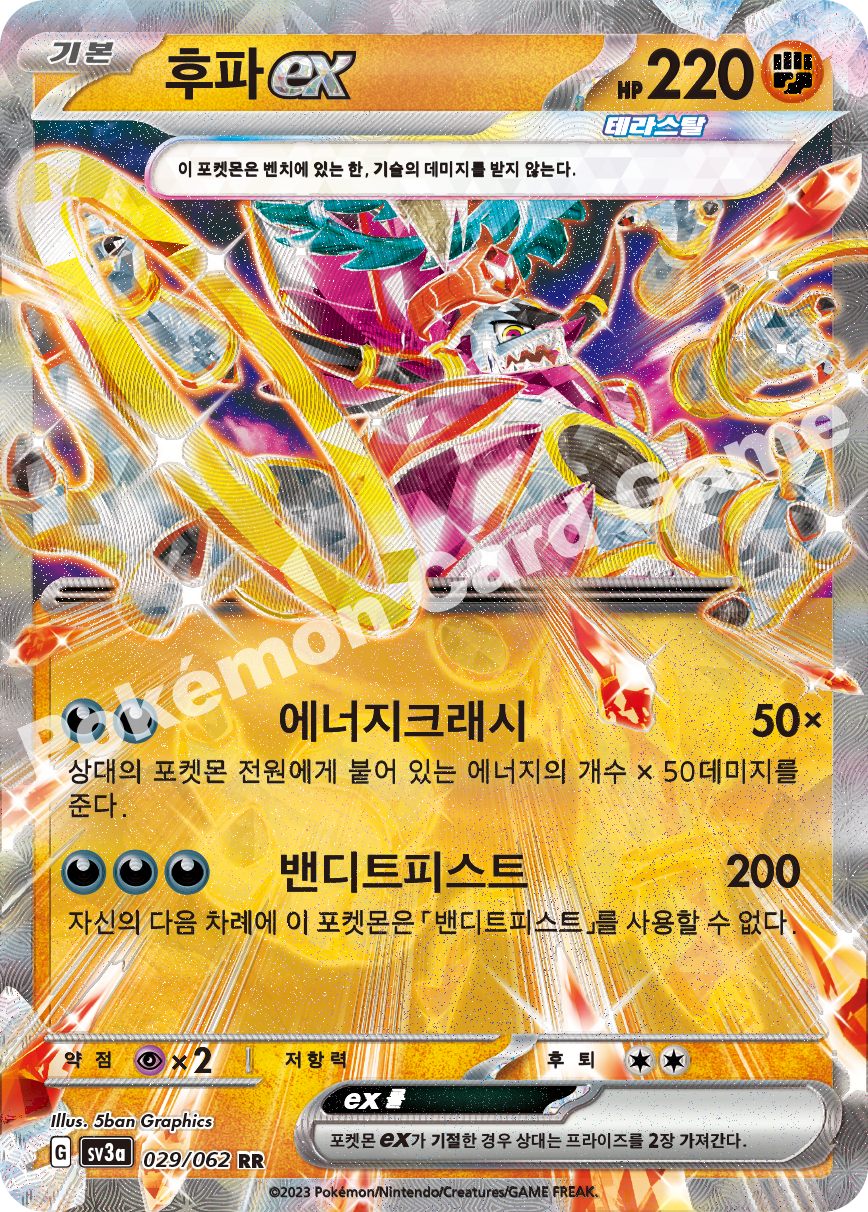 기본
후파 ex
HP 220
테라스탈
이 포켓몬은 벤치에 있는 한, 기술의 데미지를 받지 않는다.
Pokémon Card Game
에너지크래시 50×
상대의 포켓몬 전원에게 붙어 있는 에너지의 개수 × 50데미지를
준다.
밴디트피스트 200
자신의 다음 차례에 이 포켓몬은 「밴디트피스트」를 사용할 수 없다.
약점 ×2 저항력 후퇴
ex 룰
포켓몬 ex가 기절한 경우 상대는 프라이즈를 2장 가져간다.
Illus. 5ban Graphics
G sv3a 029/062 RR
©2023 Pokémon/Nintendo/Creatures/GAME FREAK.